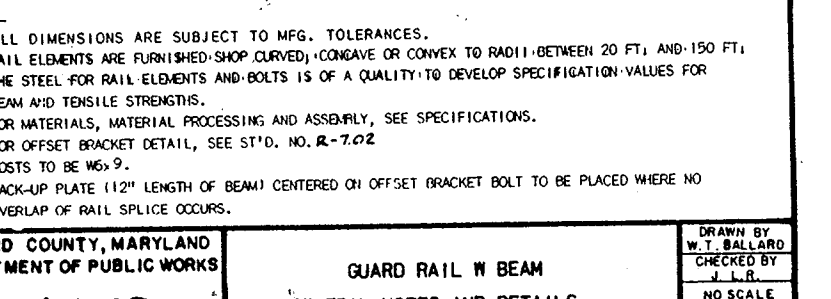 LL DIMENSIONS ARE SUBJECT TO MFG. TOLERANCES.
AIL ELEMENTS ARE FURNISHED SHOP CURVED, CONCAVE OR CONVEX TO RADII BETWEEN 20 FT. AND 150 FT.
HE STEEL FOR RAIL ELEMENTS AND BOLTS IS OF A QUALITY TO DEVELOP SPECIFICATION VALUES FOR
EAM AND TENSILE STRENGTHS.
OR MATERIALS, MATERIAL PROCESSING AND ASSEMBLY, SEE SPECIFICATIONS.
OR OFFSET BRACKET DETAIL, SEE ST'D. NO. R-7.02
OSTS TO BE W6x9.
ACK-UP PLATE (12" LENGTH OF BEAM) CENTERED ON OFFSET BRACKET BOLT TO BE PLACED WHERE NO
VERLAP OF RAIL SPLICE OCCURS.
D COUNTY, MARYLAND
MENT OF PUBLIC WORKS
GUARD RAIL W BEAM
AND DETAILS
DRAWN BY
W.T. BALLARD
CHECKED BY
J.L.R.
NO SCALE